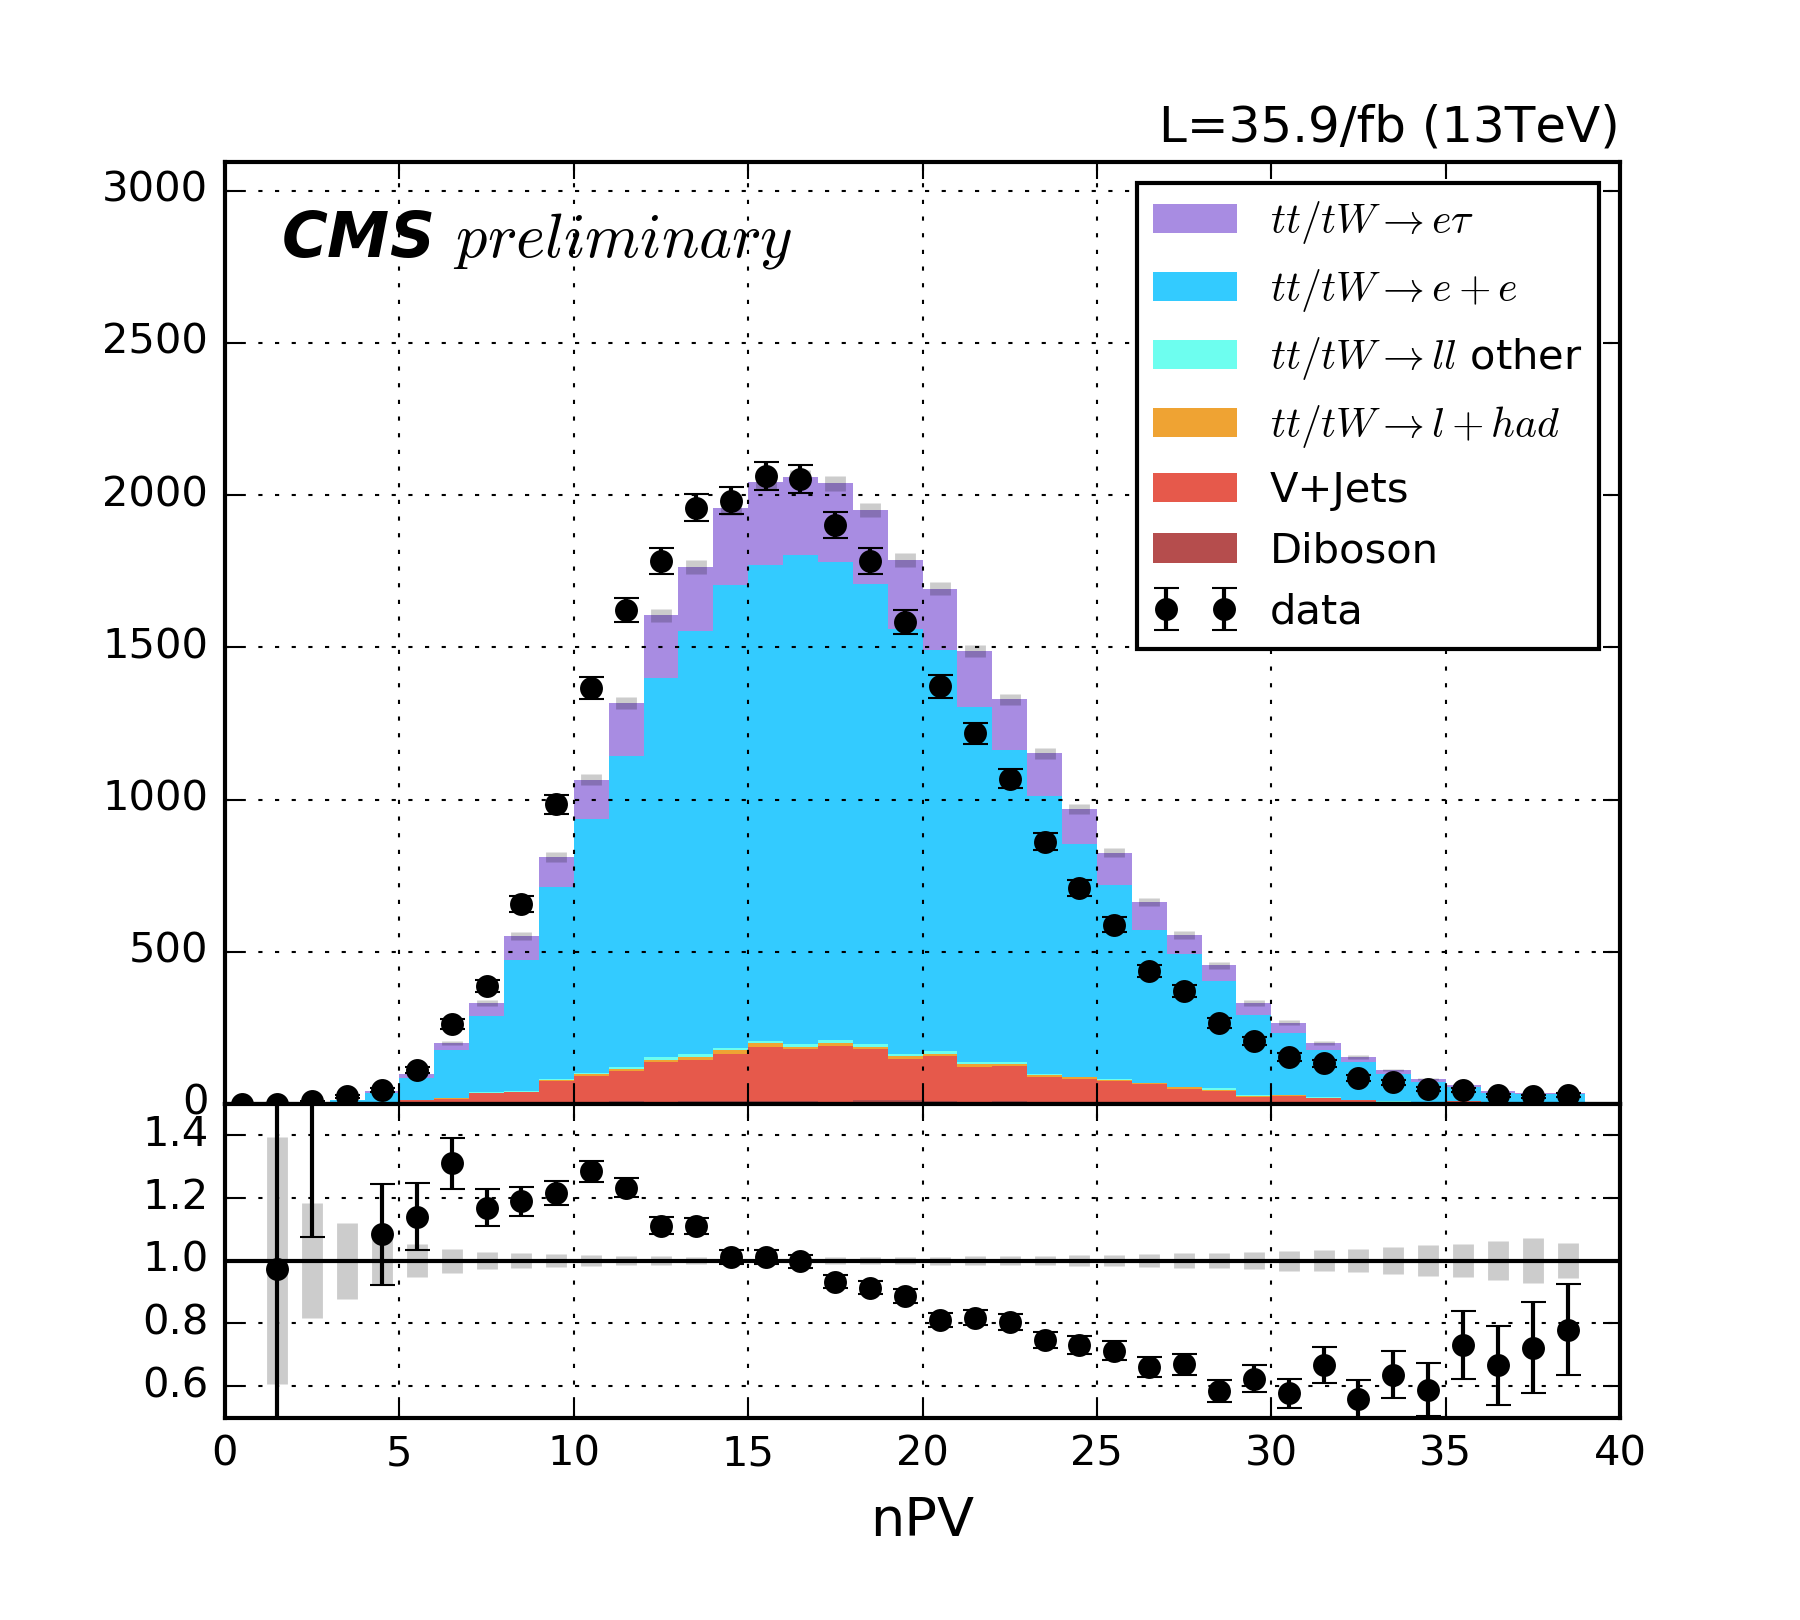 L=35.9/fb (13TeV)
CMS preliminary
3000
2500
2000
1500
1000
500
0
tt/tW→eτ
tt/tW→e+e
tt/tW→ll other
tt/tW→l+had
V+Jets
Diboson
data
1.4
1.2
1.0
0.8
0.6
0 5 10 15 20 25 30 35 40
nPV